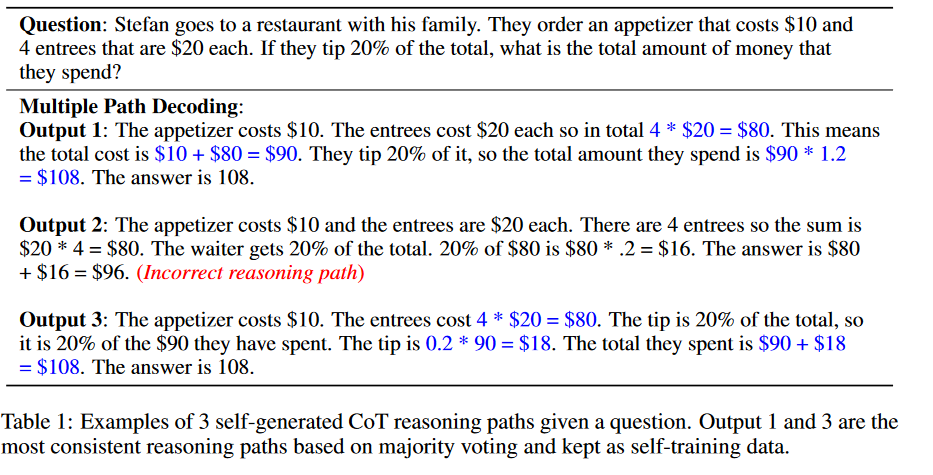 Question: Stefan goes to a restaurant with his family. They order an appetizer that costs $10 and
4 entrees that are $20 each. If they tip 20% of the total, what is the total amount of money that
they spend?
Multiple Path Decoding:
Output 1: The appetizer costs $10. The entrees cost $20 each so in total 4 * $20 = $80. This means
the total cost is $10 + $80 = $90. They tip 20% of it, so the total amount they spend is $90 * 1.2
= $108. The answer is 108.
Output 2: The appetizer costs $10 and the entrees are $20 each. There are 4 entrees so the sum is
$20 * 4 = $80. The waiter gets 20% of the total. 20% of $80 is $80 * .2 = $16. The answer is $80
+ $16 = $96. (Incorrect reasoning path)
Output 3: The appetizer costs $10. The entrees cost 4 * $20 = $80. The tip is 20% of the total, so
it is 20% of the $90 they have spent. The tip is 0.2 * 90 = $18. The total they spent is $90 + $18
= $108. The answer is 108.
Table 1: Examples of 3 self-generated CoT reasoning paths given a question. Output 1 and 3 are the
most consistent reasoning paths based on majority voting and kept as self-training data.